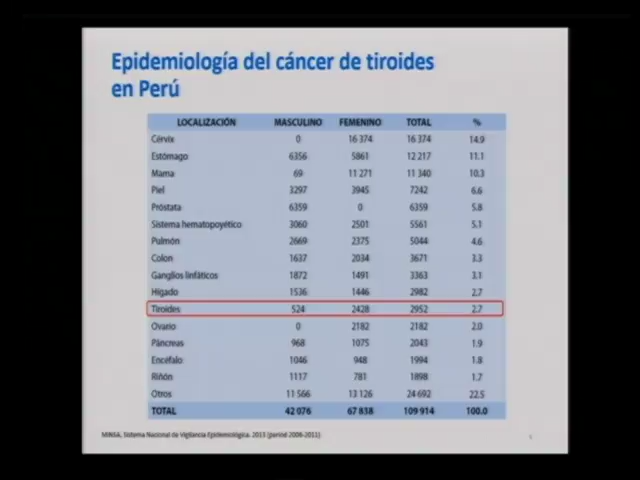 Epidemiología del cáncer de tiroides
en Perú
LOCALIZACIÓN MASCULINO FEMENINO TOTAL %
Cérvix 0 16 374 16 374 14.9
Estómago 6356 5861 12 217 11.1
Mama 69 11 271 11 340 10.3
Piel 3297 3945 7242 6.6
Próstata 6359 0 6359 5.8
Sistema hematopoyético 3060 2501 5561 5.1
Pulmón 2669 2375 5044 4.6
Colon 1637 2034 3671 3.3
Ganglios linfáticos 1872 1491 3363 3.1
Hígado 1536 1446 2982 2.7
Tiroides 524 2428 2952 2.7
Ovario 0 2182 2182 2.0
Páncreas 968 1075 2043 1.9
Encéfalo 1046 948 1994 1.8
Riñón 1117 781 1898 1.7
Otros 11 566 13 126 24 692 22.5
TOTAL 42 076 67 838 109 914 100.0
MINSA, Sistema Nacional de Vigilancia Epidemiológica. 2013 (period 2006-2011)